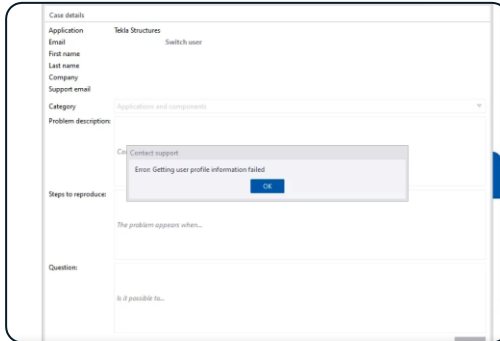 Case details
Application Tekla Structures
Email Switch user
First name
Last name
Company
Support email
Category Applications and components
Problem description:
Contact support
Error: Getting user profile information failed
OK
Steps to reproduce:
The problem appears when...
Question:
Is it possible to...